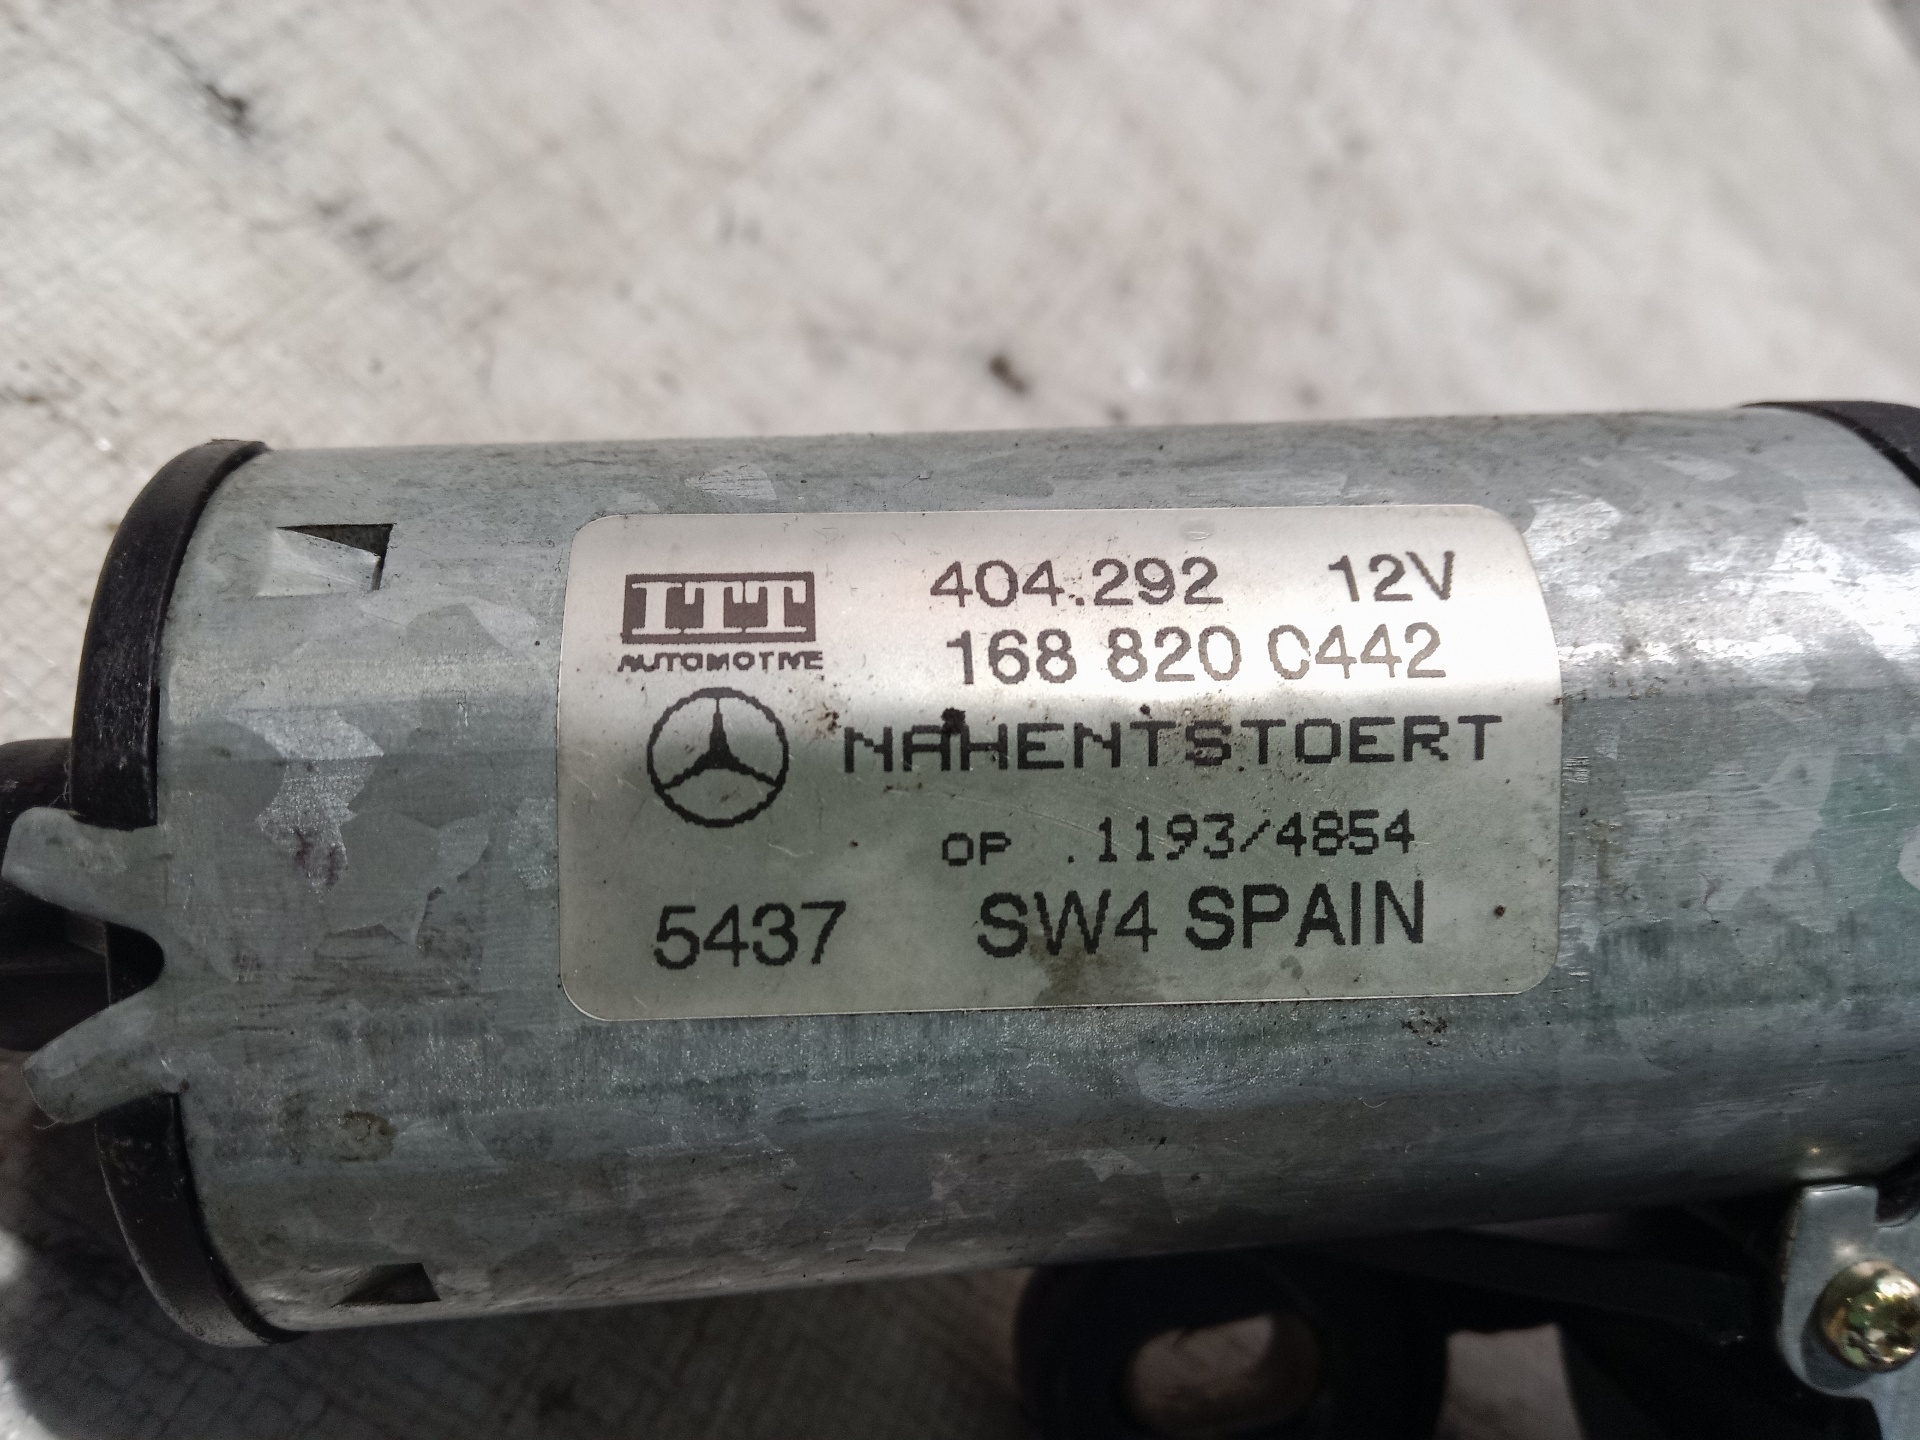 ITT 404.292 12V
AUTOMOTIVE 168 820 0442
NAHENTSTOERT
OP .1193/4854
5437 SW4 SPAIN